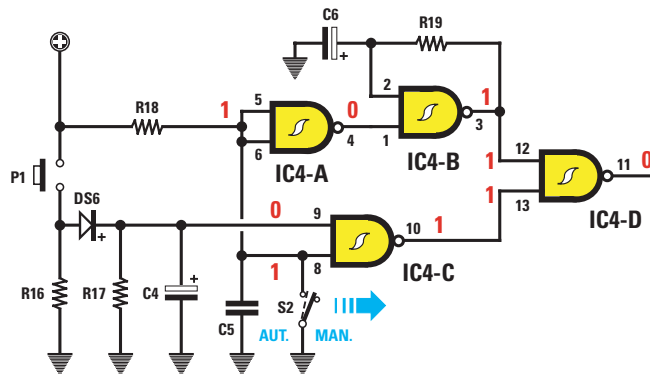 C6
R19
+
R18
1
5
6
4
IC4-A
0
2
1
3
IC4-B
1
P1
DS6
+
0
9
8
10
IC4-C
1
1
1
12
13
11
0
IC4-D
R16
R17
C4
+
1
C5
S2
AUT.
MAN.